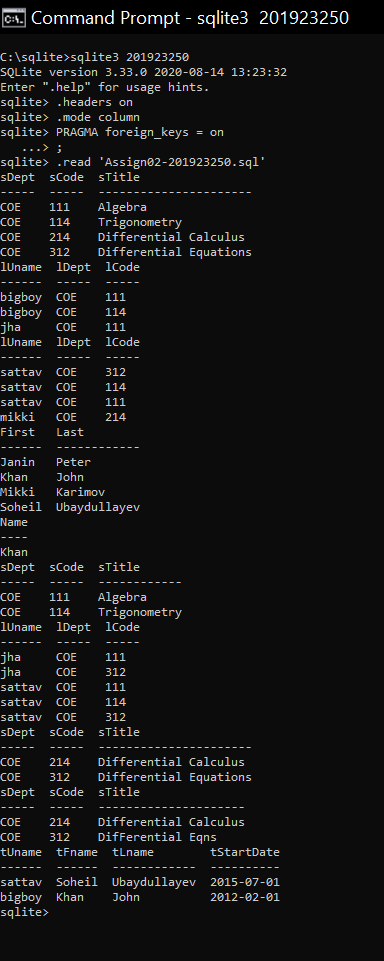 Command Prompt - sqlite3 201923250
C:\sqlite>sqlite3 201923250
SQLite version 3.33.0 2020-08-14 13:23:32
Enter ".help" for usage hints.
sqlite> .headers on
sqlite> .mode column
sqlite> PRAGMA foreign_keys = on
   ...> ;
sqlite> .read 'Assign02-201923250.sql'
sDept  sCode  sTitle
-----  -----  ----------------------
COE    111    Algebra
COE    114    Trigonometry
COE    214    Differential Calculus
COE    312    Differential Equations
lUname  lDept  lCode
------  -----  -----
bigboy  COE    111
bigboy  COE    114
jha     COE    111
lUname  lDept  lCode
------  -----  -----
sattav  COE    312
sattav  COE    114
sattav  COE    111
mikki   COE    214
First   Last
------  ------------
Janin   Peter
Khan    John
Mikki   Karimov
Soheil  Ubaydullayev
Name
----
Khan
sDept  sCode  sTitle
-----  -----  ------------
COE    111    Algebra
COE    114    Trigonometry
lUname  lDept  lCode
------  -----  -----
jha     COE    111
jha     COE    312
sattav  COE    111
sattav  COE    114
sattav  COE    312
sDept  sCode  sTitle
-----  -----  ----------------------
COE    214    Differential Calculus
COE    312    Differential Equations
sDept  sCode  sTitle
-----  -----  ---------------------
COE    214    Differential Calculus
COE    312    DifFerential Eqns
tUname  tFname  tLname        tStartDate
------  ------  ------------  ----------
sattav  Soheil  Ubaydullayev  2015-07-01
bigboy  Khan    John          2012-02-01
sqlite>